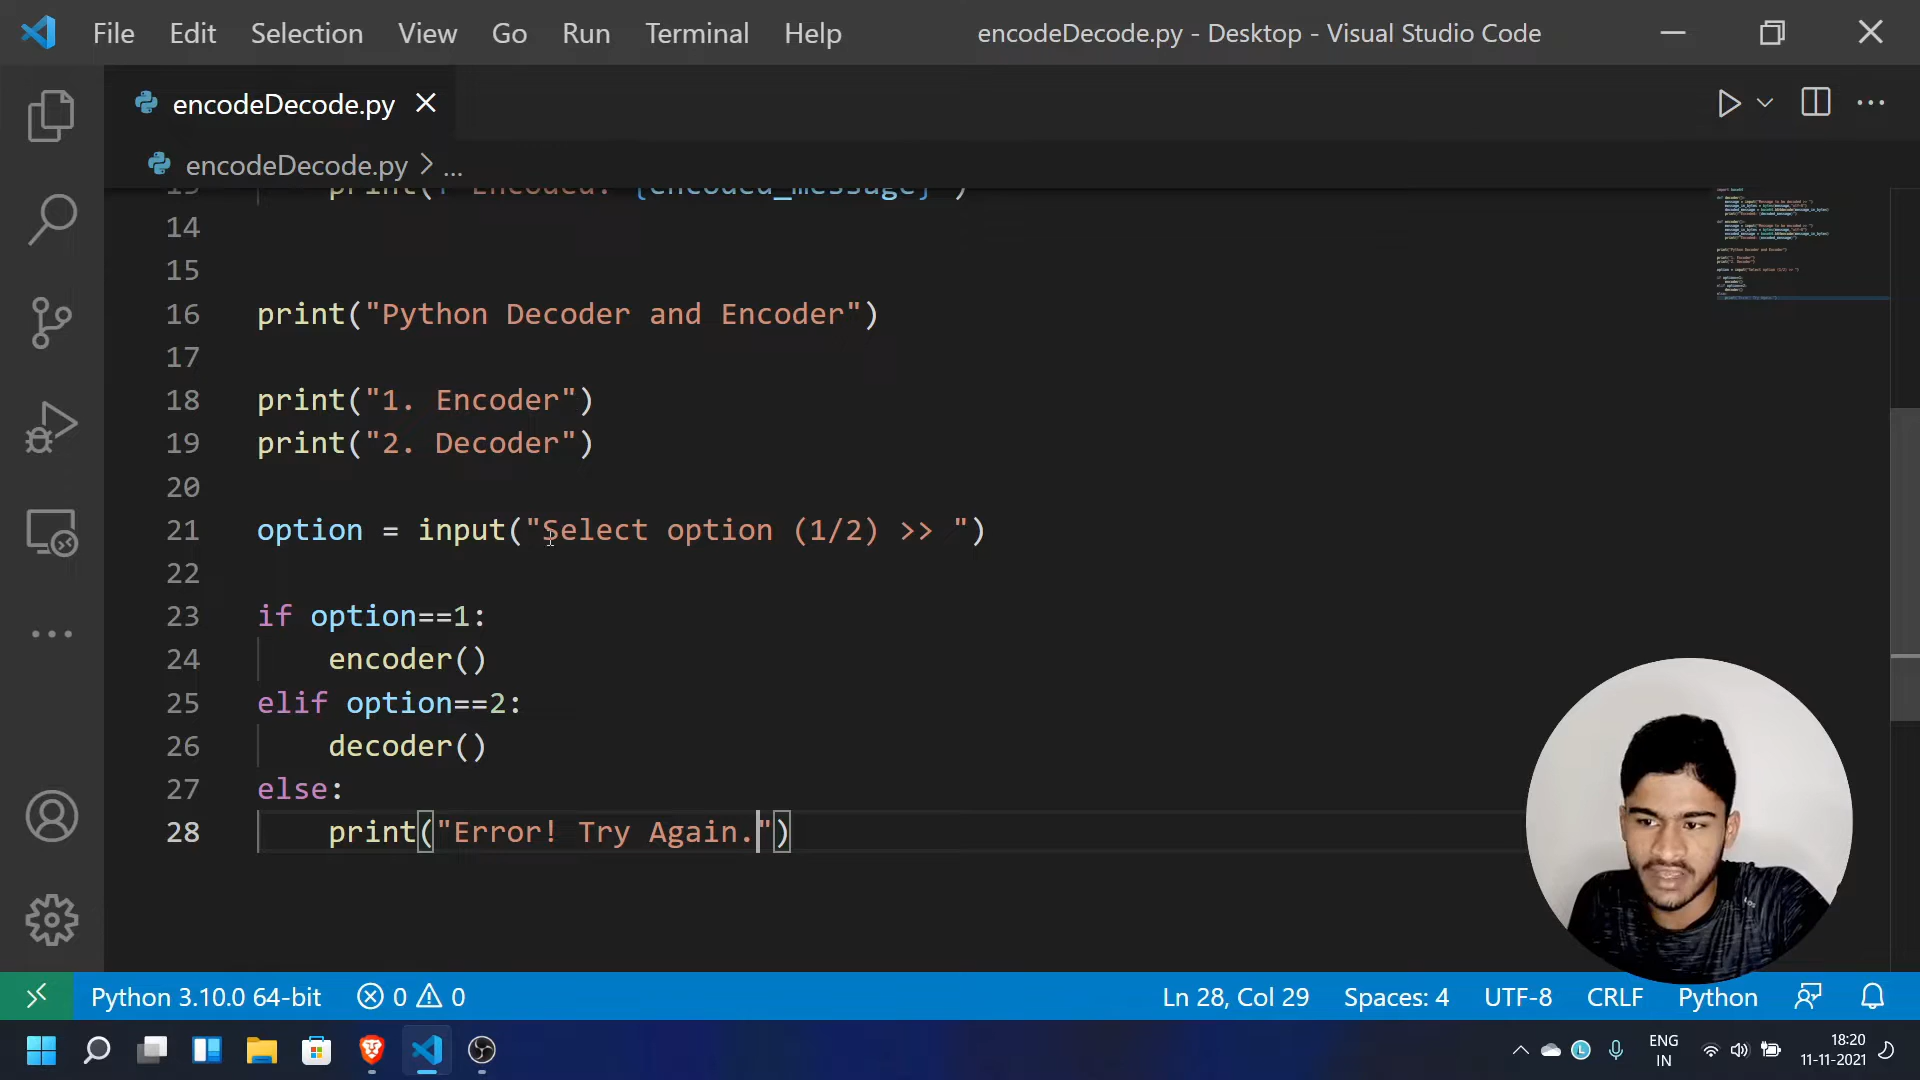 File Edit Selection View Go Run Terminal Help encodeDecode.py - Desktop - Visual Studio Code
encodeDecode.py
encodeDecode.py > ...
print(f"Encoded: {encoded_message}")
14
15
16 print("Python Decoder and Encoder")
17
18 print("1. Encoder")
19 print("2. Decoder")
20
21 option = input("Select option (1/2) >> ")
22
23 if option==1:
24 encoder()
25 elif option==2:
26 decoder()
27 else:
28 print("Error! Try Again.")
Python 3.10.0 64-bit 0 0 Ln 28, Col 29 Spaces: 4 UTF-8 CRLF Python
ENG IN 18:20 11-11-2021